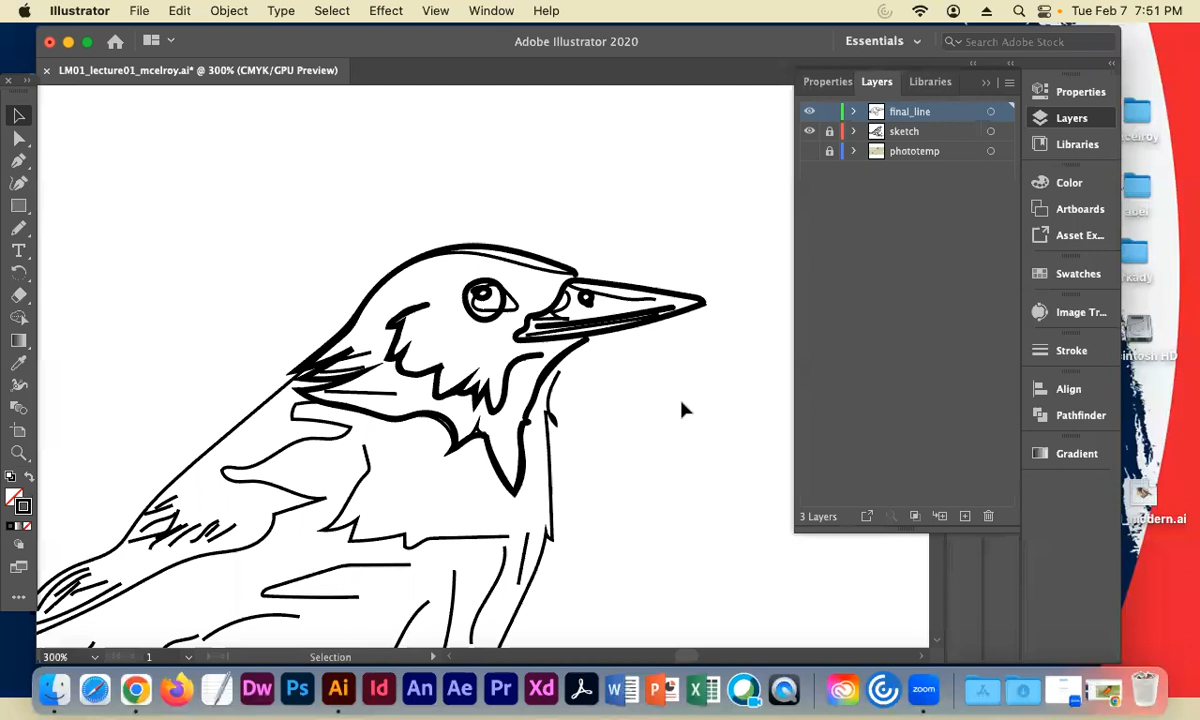 Illustrator File Edit Object Type Select Effect View Window Help Tue Feb 7 7:51 PM
Adobe Illustrator 2020 Essentials Search Adobe Stock
× LM01_lecture01_mcelroy.ai* @ 300% (CMYK/GPU Preview)
Properties Layers Libraries
final_line
sketch
phototemp
3 Layers
Properties
Layers
Libraries
Color
Artboards
Asset Ex...
Swatches
Image Tr...
Stroke
Align
Pathfinder
Gradient
T
300% 1 Selection
_modern.ai
Dw Ps Ai Id An Ae Pr Xd W P X zoom